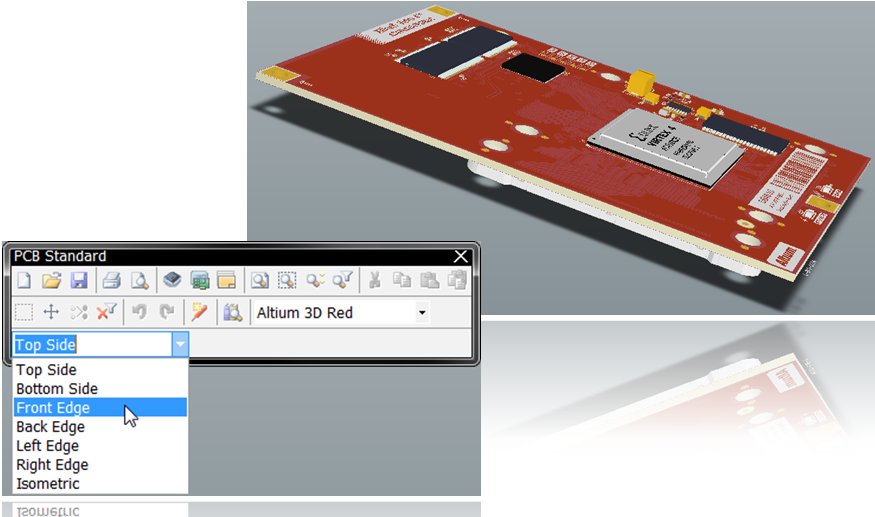 VIRTEX 4
Altium
PCB Standard
Altium 3D Red
Top Side
Top Side
Bottom Side
Front Edge
Back Edge
Left Edge
Right Edge
Isometric
Isometric